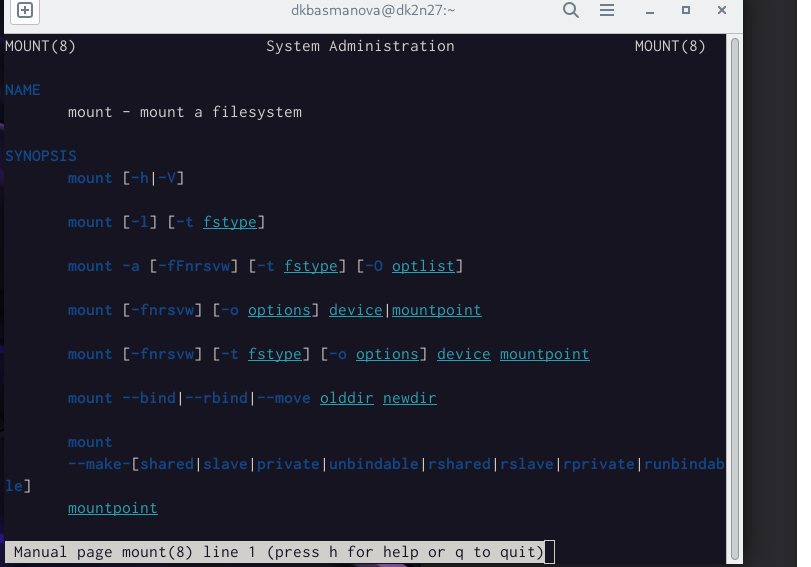 dkbasmanova@dk2n27:~
MOUNT(8) System Administration MOUNT(8)
NAME
mount - mount a filesystem
SYNOPSIS
mount [-h|-V]
mount [-l] [-t fstype]
mount -a [-fFnrsvw] [-t fstype] [-O optlist]
mount [-fnrsvw] [-o options] device|mountpoint
mount [-fnrsvw] [-t fstype] [-o options] device mountpoint
mount --bind|--rbind|--move olddir newdir
mount
--make-[shared|slave|private|unbindable|rshared|rslave|rprivate|runbindab
le]
mountpoint
Manual page mount(8) line 1 (press h for help or q to quit)